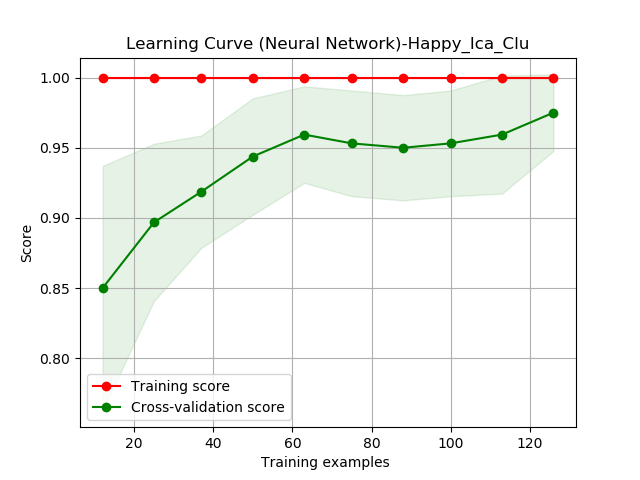 Learning Curve (Neural Network)-Happy_Ica_Clu
1.00
0.95
0.90
0.85
0.80
Score
Training score
Cross-validation score
20 40 60 80 100 120
Training examples